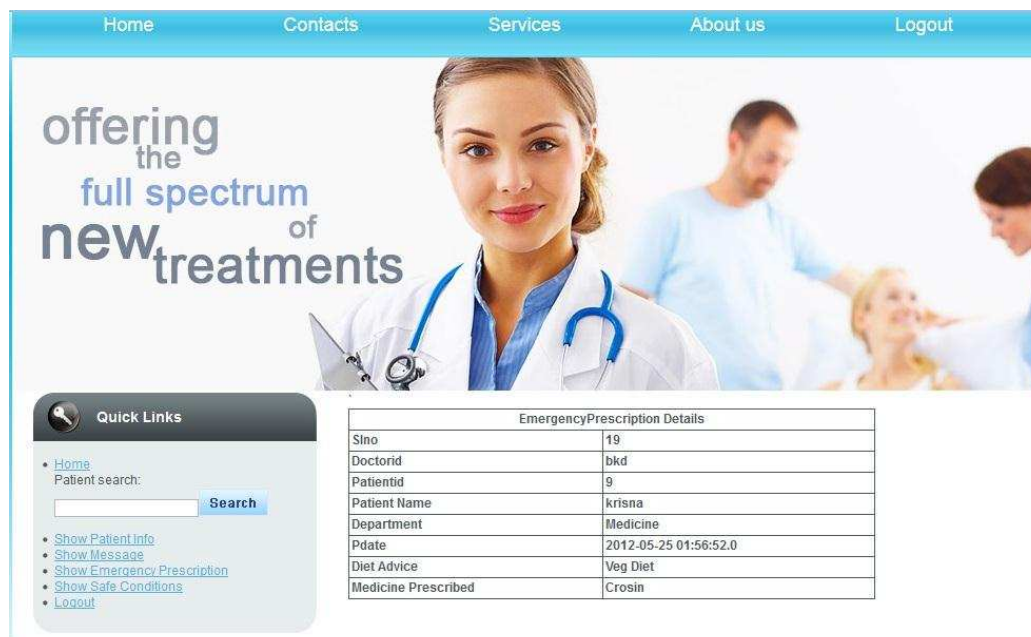 Home Contacts Services About us Logout
offering
the
full spectrum
of
new
treatments
Quick Links
Home
Patient search:
Search
Show Patient Info
Show Message
Show Emergency Prescription
Show Safe Conditions
Logout
EmergencyPrescription Details
Slno 19
Doctorid bkd
Patientid 9
Patient Name krisna
Department Medicine
Pdate 2012-05-25 01:56:52.0
Diet Advice Veg Diet
Medicine Prescribed Crosin